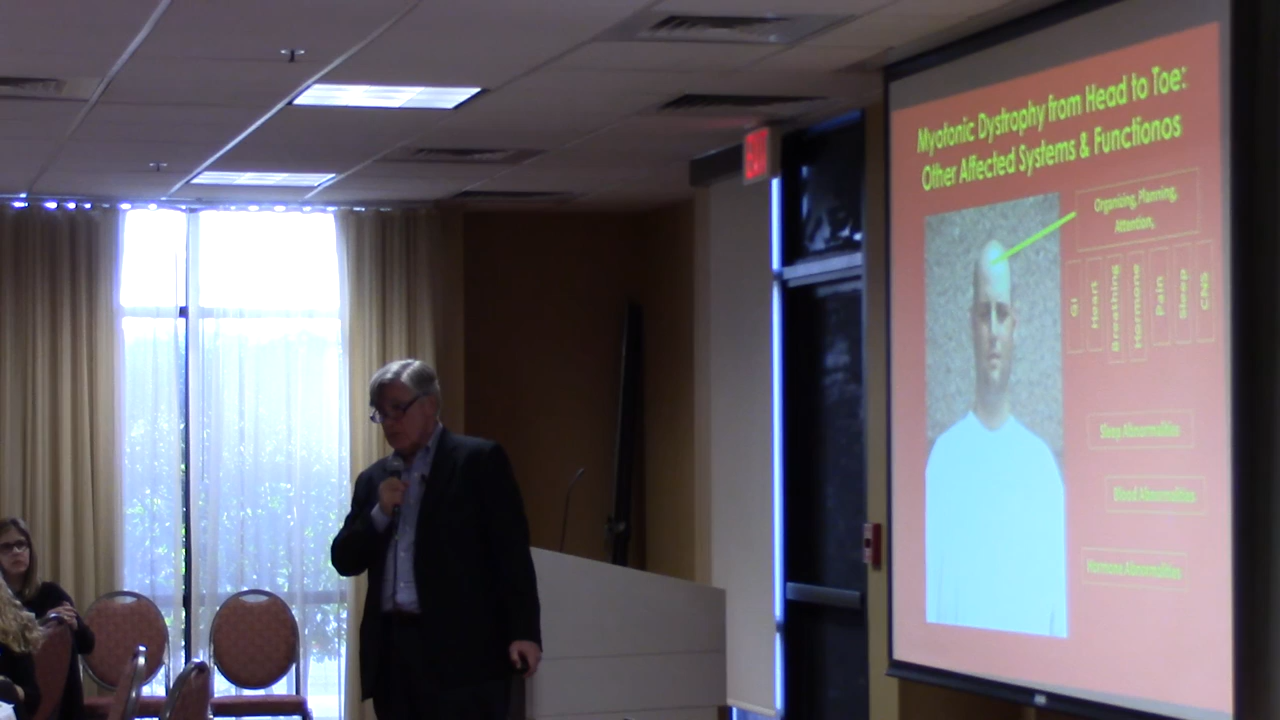 Myotonic Dystrophy from Head to Toe:
Other Affected Systems & Functionos
Organizing, Planning,
Attention,
GI
Heart
Breathing
Hormone
Pain
Sleep
CNS
Sleep Abnormalities
Blood Abnormalities
Hormone Abnormalities
EXIT